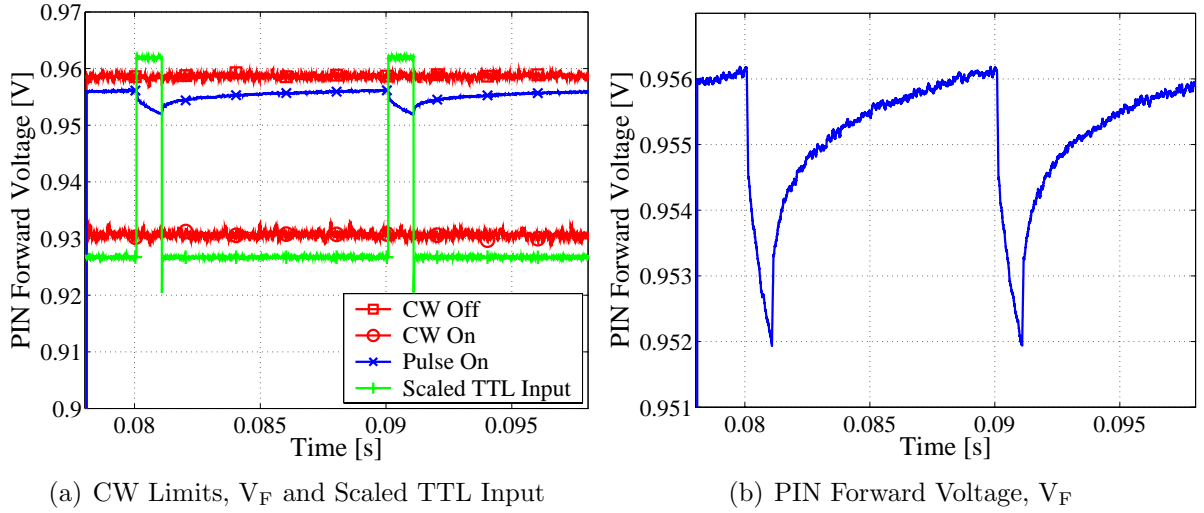 0.97
0.96
0.95
0.94
0.93
0.92
0.91
0.9
PIN Forward Voltage [V]
CW Off
CW On
Pulse On
Scaled TTL Input
0.08
0.085
0.09
0.095
Time [s]
(a) CW Limits, VF and Scaled TTL Input
0.956
0.955
0.954
0.953
0.952
0.951
PIN Forward Voltage [V]
0.08
0.085
0.09
0.095
Time [s]
(b) PIN Forward Voltage, VF